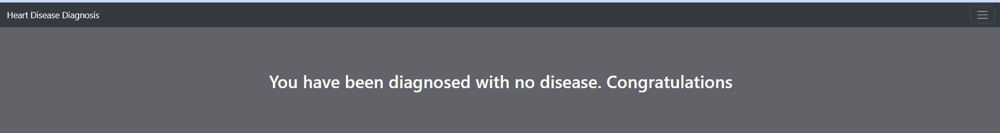 Heart Disease Diagnosis
You have been diagnosed with no disease. Congratulations